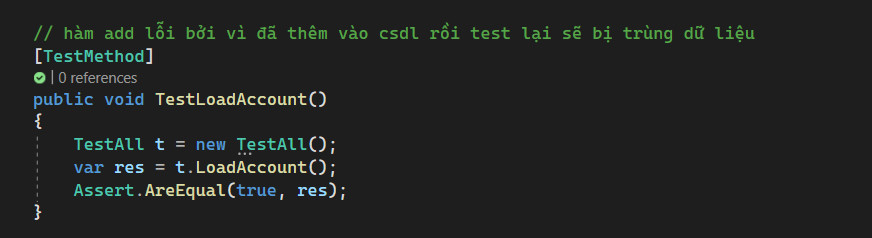 // hàm add lỗi bởi vì đã thêm vào csdl rồi test lại sẽ bị trùng dữ liệu
[TestMethod]
| 0 references
public void TestLoadAccount()
{
TestAll t = new TestAll();
var res = t.LoadAccount();
Assert.AreEqual(true, res);
}